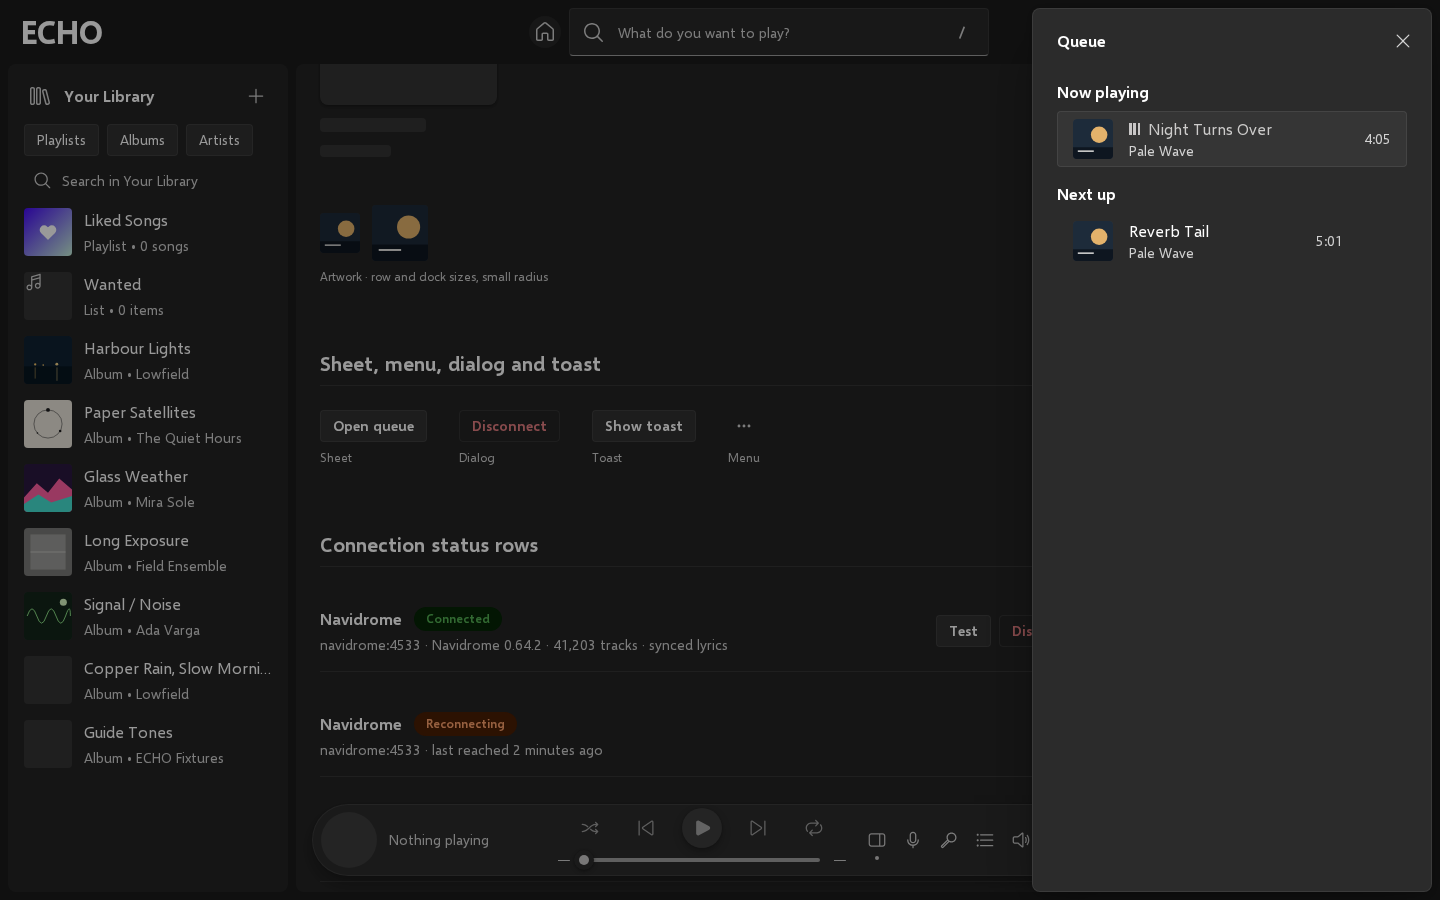 ECHO
What do you want to play?
/
Your Library
Playlists
Albums
Artists
Search in Your Library
Liked Songs
Playlist • 0 songs
Wanted
List • 0 items
Harbour Lights
Album • Lowfield
Paper Satellites
Album • The Quiet Hours
Glass Weather
Album • Mira Sole
Long Exposure
Album • Field Ensemble
Signal / Noise
Album • Ada Varga
Copper Rain, Slow Morni...
Album • Lowfield
Guide Tones
Album • ECHO Fixtures
Artwork · row and dock sizes, small radius
Sheet, menu, dialog and toast
Open queue
Disconnect
Show toast
Sheet
Dialog
Toast
Menu
Connection status rows
Navidrome
Connected
navidrome:4533 · Navidrome 0.64.2 · 41,203 tracks · synced lyrics
Test
Dis
Navidrome
Reconnecting
navidrome:4533 · last reached 2 minutes ago
Nothing playing
Queue
Now playing
Night Turns Over
Pale Wave
4:05
Next up
Reverb Tail
Pale Wave
5:01